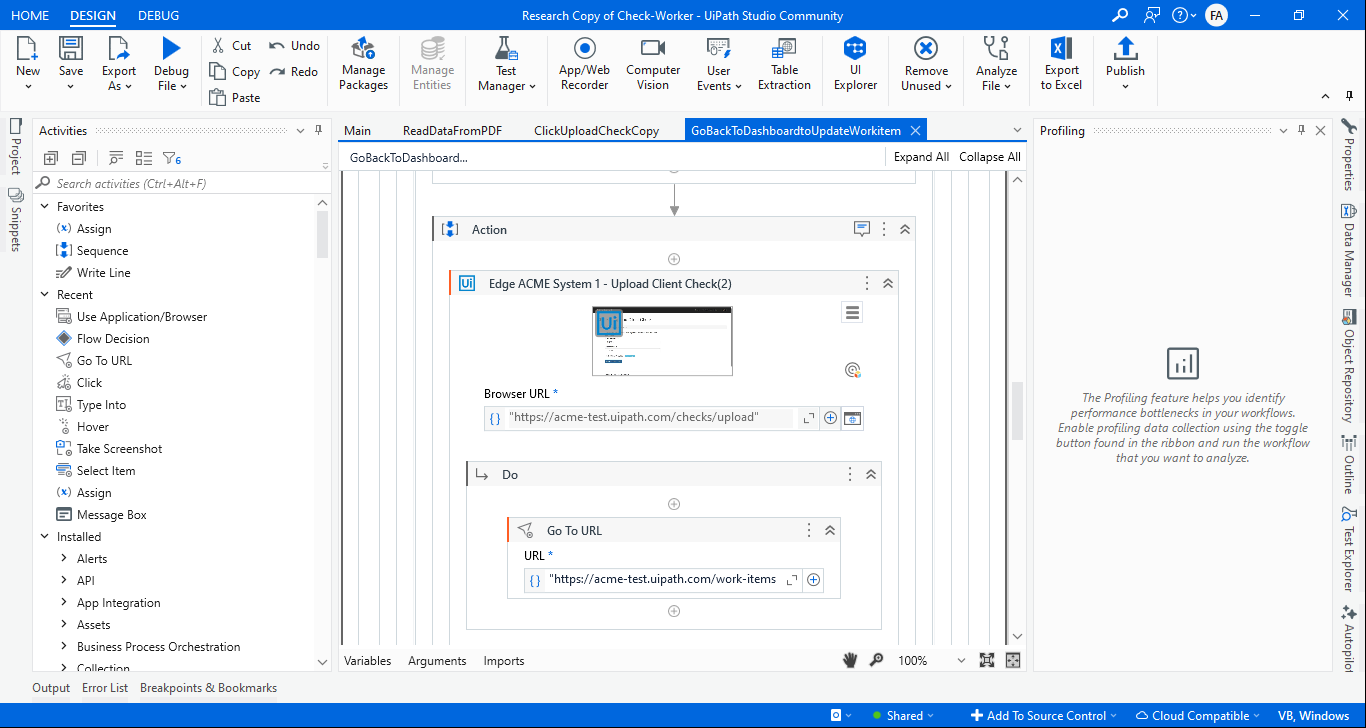 HOME DESIGN DEBUG Research Copy of Check-Worker - UiPath Studio Community FA
New Save Export As Debug File
Cut Undo
Copy Redo
Paste
Manage Packages
Manage Entities
Test Manager
App/Web Recorder
Computer Vision
User Events
Table Extraction
UI Explorer
Remove Unused
Analyze File
Export to Excel
Publish
Project
Snippets
Activities
6
Search activities (Ctrl+Alt+F)
Favorites
(x) Assign
Sequence
Write Line
Recent
Use Application/Browser
Flow Decision
Go To URL
Click
Type Into
Hover
Take Screenshot
Select Item
(x) Assign
Message Box
Installed
Alerts
API
App Integration
Assets
Business Process Orchestration
Collection
Main ReadDataFromPDF ClickUploadCheckCopy GoBackToDashboardtoUpdateWorkitem
GoBackToDashboard... Expand All Collapse All
Action
Ui Edge ACME System 1 - Upload Client Check(2)
Ui
Browser URL *
{ } "https://acme-test.uipath.com/checks/upload"
Do
Go To URL
URL *
{ } "https://acme-test.uipath.com/work-items
Variables Arguments Imports 100%
Profiling
The Profiling feature helps you identify
performance bottlenecks in your workflows.
Enable profiling data collection using the toggle
button found in the ribbon and run the workflow
that you want to analyze.
Properties
Data Manager
Object Repository
Outline
Test Explorer
Autopilot
Output Error List Breakpoints & Bookmarks
Shared Add To Source Control Cloud Compatible VB, Windows